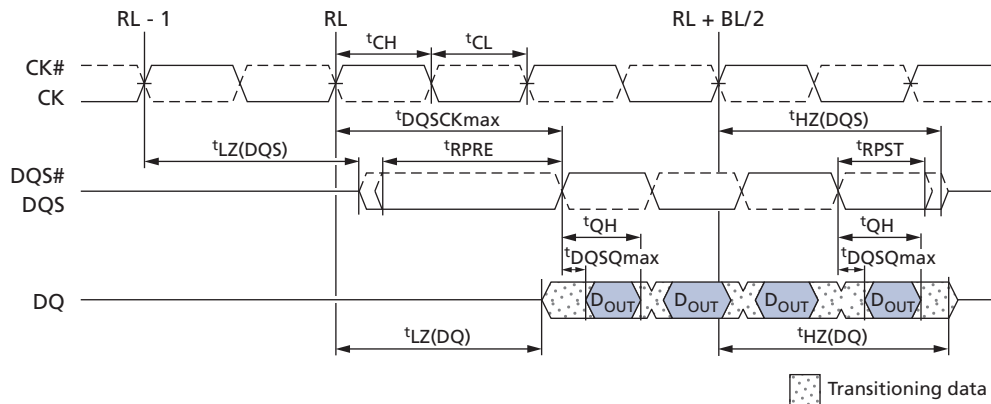 RL - 1 RL RL + BL/2
tCH tCL
CK#
CK
tDQSCKmax tHZ(DQS)
tLZ(DQS) tRPRE tRPST
DQS#
DQS
tQH tQH
tDQSQmax tDQSQmax
DQ DOUT DOUT DOUT DOUT
tLZ(DQ) tHZ(DQ)
Transitioning data